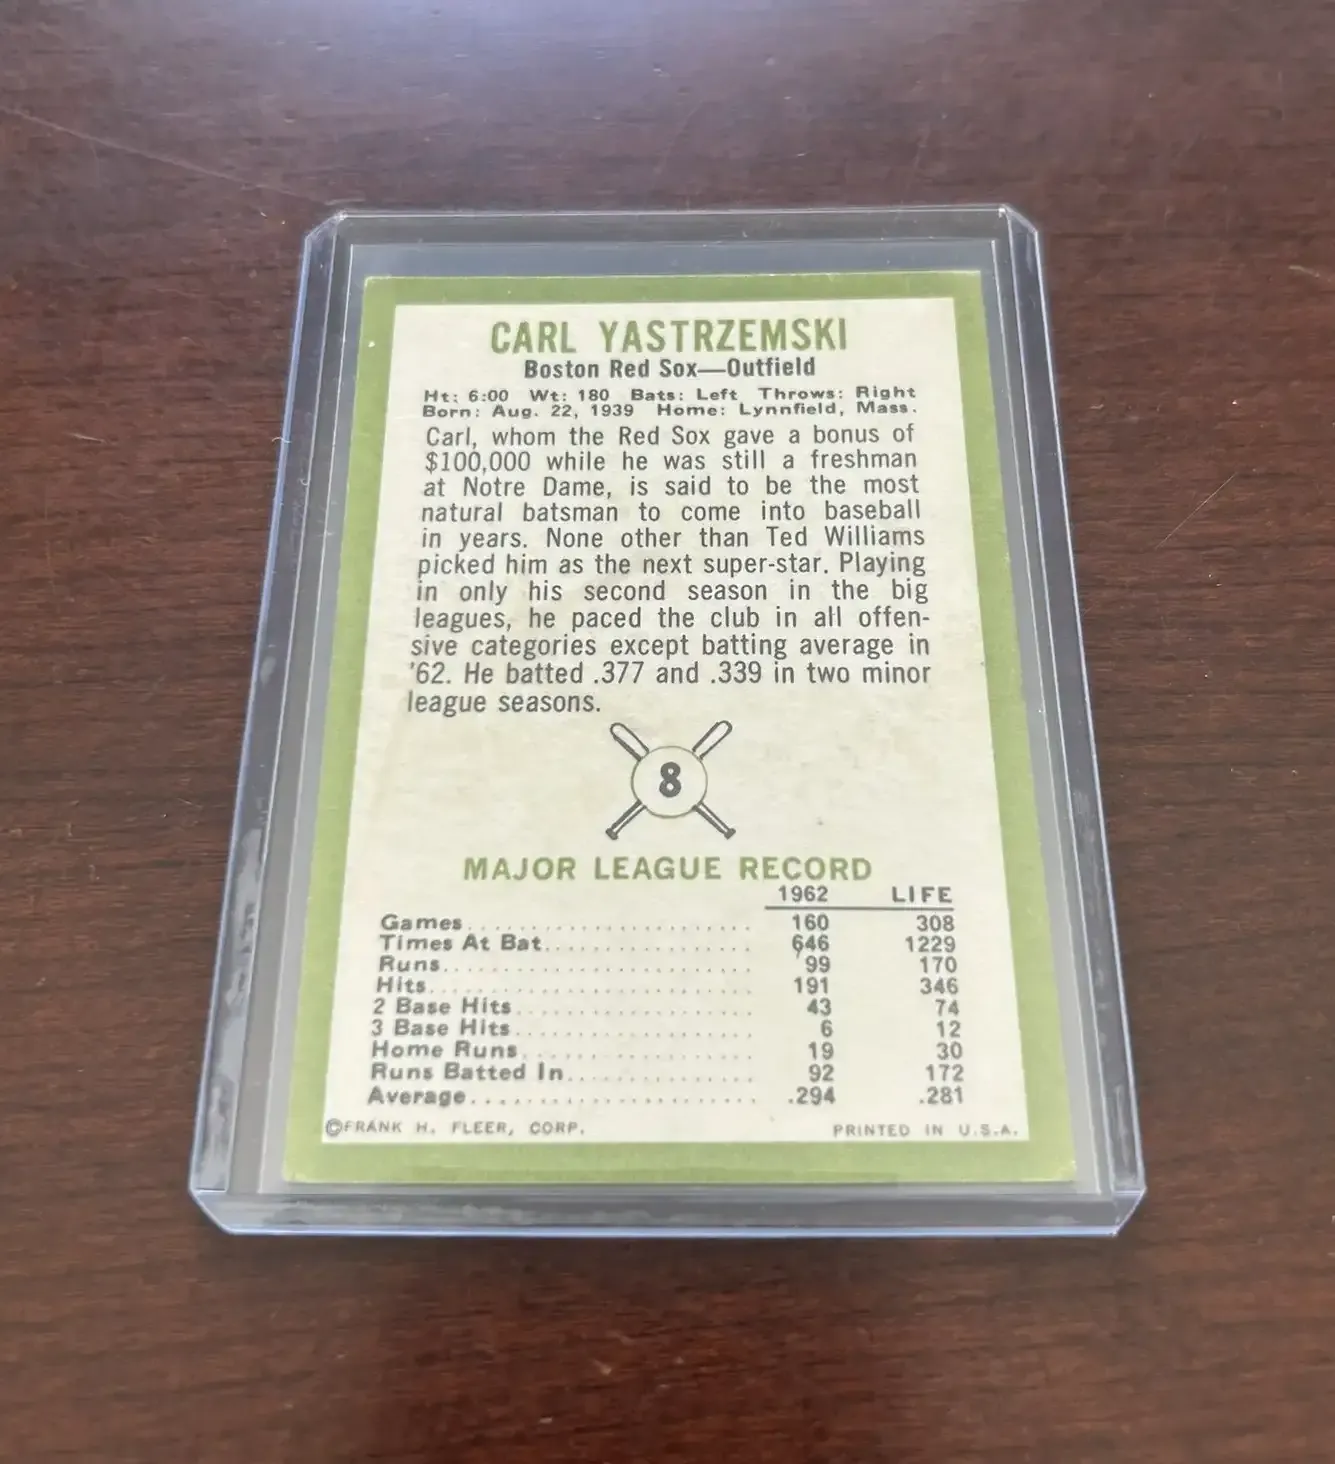 CARL YASTRZEMSKI
Boston Red Sox—Outfield
Ht: 6:00 Wt: 180 Bats: Left Throws: Right
Born: Aug. 22, 1939 Home: Lynnfield, Mass.
Carl, whom the Red Sox gave a bonus of
$100,000 while he was still a freshman
at Notre Dame, is said to be the most
natural batsman to come into baseball
in years. None other than Ted Williams
picked him as the next super-star. Playing
in only his second season in the big
leagues, he paced the club in all offen-
sive categories except batting average in
'62. He batted .377 and .339 in two minor
league seasons.
8
MAJOR LEAGUE RECORD
1962 LIFE
Games 160 308
Times At Bat 646 1229
Runs 99 170
Hits 191 346
2 Base Hits 43 74
3 Base Hits 6 12
Home Runs 19 30
Runs Batted In 92 172
Average .294 .281
©FRANK H. FLEER, CORP. PRINTED IN U.S.A.